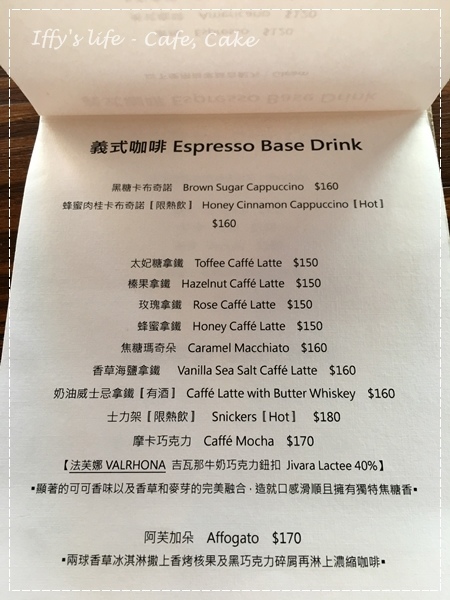 Iffy's life - Cafe, Cake
Americano $120
$120
義式咖啡 Espresso Base Drink
義式咖啡 Espresso Base Drink
黑糖卡布奇諾 Brown Sugar Cappuccino $160
蜂蜜肉桂卡布奇諾【限熱飲】 Honey Cinnamon Cappuccino【Hot】
$160
太妃糖拿鐵 Toffee Caffé Latte $150
榛果拿鐵 Hazelnut Caffé Latte $150
玫瑰拿鐵 Rose Caffé Latte $150
蜂蜜拿鐵 Honey Caffé Latte $150
焦糖瑪奇朵 Caramel Macchiato $160
香草海鹽拿鐵 Vanilla Sea Salt Caffé Latte $160
奶油威士忌拿鐵【有酒】 Caffé Latte with Butter Whiskey $160
士力架【限熱飲】 Snickers【Hot】 $180
摩卡巧克力 Caffé Mocha $170
【法芙娜 VALRHONA 吉瓦那牛奶巧克力鈕扣 Jivara Lactee 40%】
▪顯著的可可香味以及香草和麥芽的完美融合，造就口感滑順且擁有獨特焦糖香▪
阿芙加朵 Affogato $170
▪兩球香草冰淇淋撒上香烤核果及黑巧克力碎屑再淋上濃縮咖啡▪